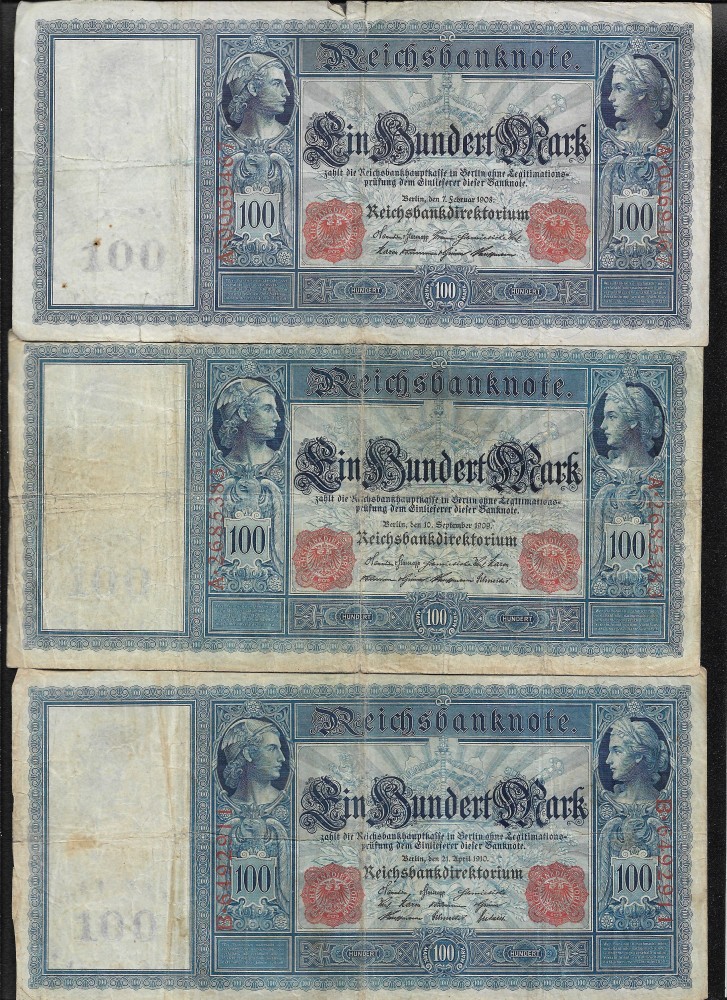 Reichsbanknote.
Ein Hundert Mark
zahlt die Reichsbankhauptkasse in Berlin ohne Legitimations-
prüfung dem Einlieferer dieser Banknote.
Berlin, den 7. Februar 1908.
Reichsbankdirektorium
100
100
100
HUNDERT
100
HUNDERT
Reichsbanknote.
Ein Hundert Mark
zahlt die Reichsbankhauptkasse in Berlin ohne Legitimations-
prüfung dem Einlieferer dieser Banknote.
Berlin, den 10. September 1909.
Reichsbankdirektorium
100
100
100
HUNDERT
100
HUNDERT
Reichsbanknote.
Ein Hundert Mark
zahlt die Reichsbankhauptkasse in Berlin ohne Legitimations-
prüfung dem Einlieferer dieser Banknote.
Berlin, den 21. April 1910.
Reichsbankdirektorium
100
100
100
B·6492911
HUNDERT
100
HUNDERT